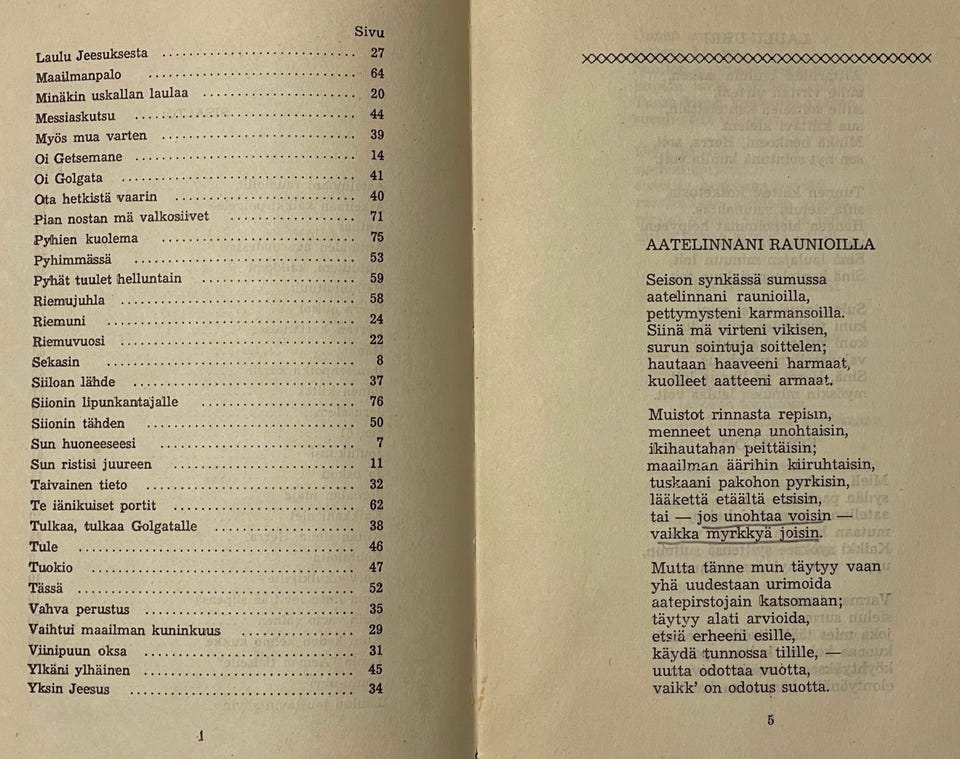 Sivu
Laulu Jeesuksesta 27
Maailmanpalo 64
Minäkin uskallan laulaa 20
Messiaskutsu 44
Myös mua varten 39
Oi Getsemane 14
Oi Golgata 41
Ota hetkistä vaarin 40
Pian nostan mä valkosiivet 71
Pyhien kuolema 75
Pyhimmässä 53
Pyhät tuulet helluntain 59
Riemujuhla 58
Riemuni 24
Riemuvuosi 22
Sekasin 8
Siiloan lähde 37
Siionin lipunkantajalle 76
Siionin tähden 50
Sun huoneeseesi 7
Sun ristisi juureen 11
Taivainen tieto 32
Te iänikuiset portit 62
Tulkaa, tulkaa Golgatalle 38
Tule 46
Tuokio 47
Tässä 52
Vahva perustus 35
Vaihtui maailman kuninkuus 29
Viinipuun oksa 31
Ylkäni ylhäinen 45
Yksin Jeesus 34
AATELINNANI RAUNIOILLA
Seison synkässä sumussa
aatelinnani raunioilla,
pettymysteni karmansoilla.
Siinä mä virteni vikisen,
surun sointuja soittelen;
hautaan haaveeni harmaat,
kuolleet aatteeni armaat.
Muistot rinnasta repisin,
menneet unena unohtaisin,
ikihautahan peittäisin;
maailman äärihin kiiruhtaisin,
tuskaani pakohon pyrkisin,
lääkettä etäältä etsisin,
tai — jos unohtaa voisin —
vaikka myrkkyä joisin.
Mutta tänne mun täytyy vaan
yhä uudestaan urimoida
aatepirstojain katsomaan;
täytyy alati arvioida,
etsiä erheeni esille,
käydä tunnossa tilille, —
uutta odottaa vuotta,
vaikk' on odotus suotta.
5